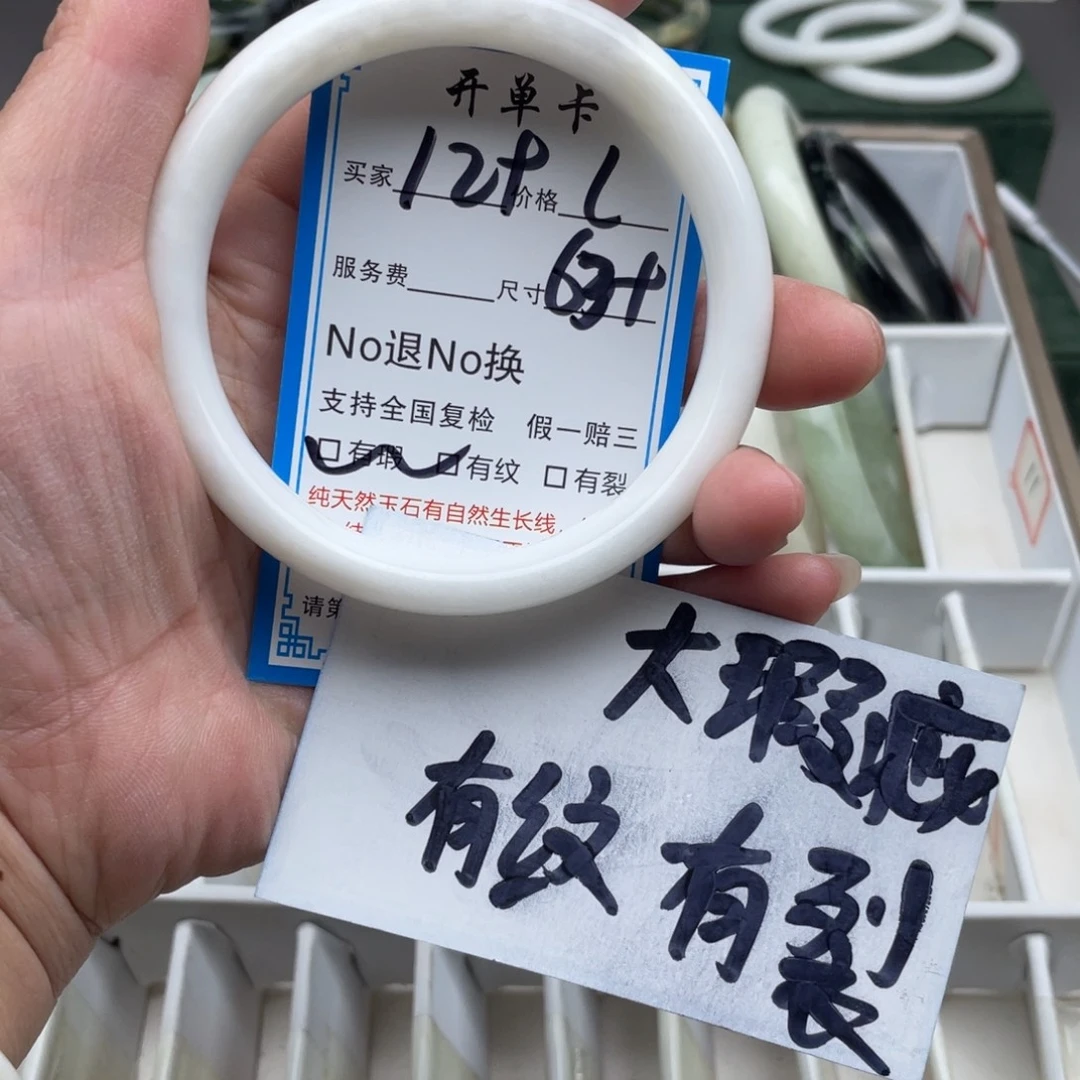 开单卡
买家 价格
服务费 尺寸
No退No换
支持全国复检 假一赔三
□有瑕 □有纹 □有裂
纯天然玉石有自然生长线
请第
大瑕疵
有纹 有裂